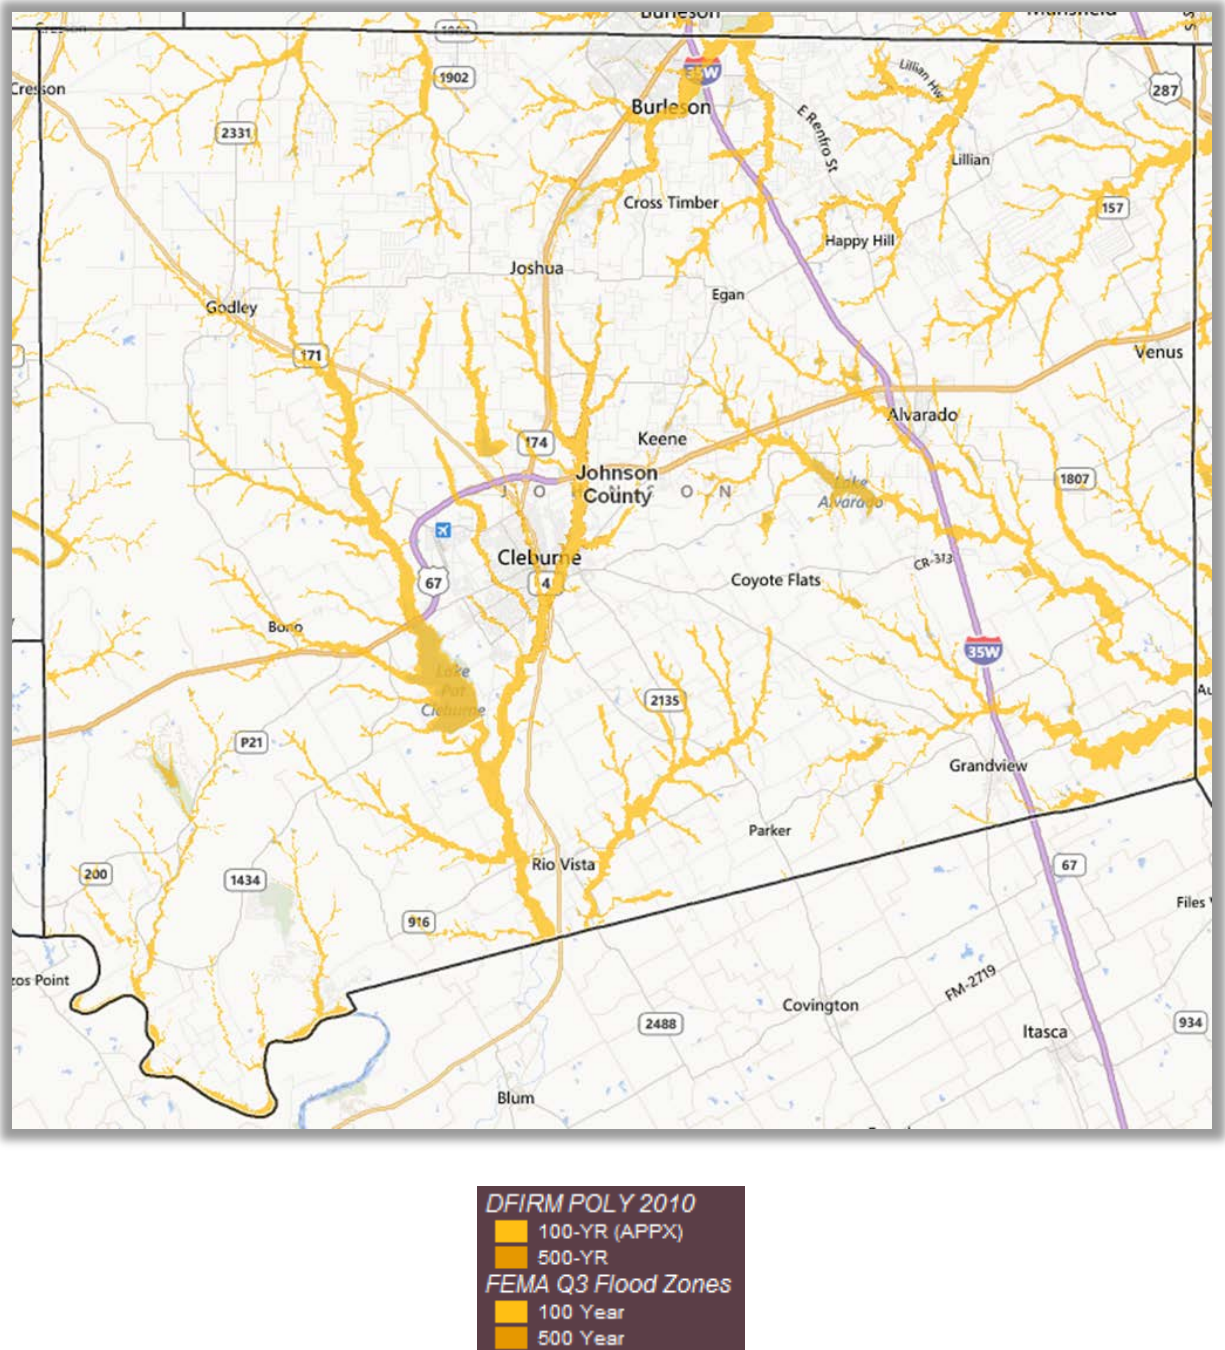 Burleson
Mansfield
1902
Cresson
35W
287
Lillian Hw
Burleson
E Renfro St
2331
Lillian
Cross Timber
157
Happy Hill
Joshua
Egan
Godley
171
Venus
Alvarado
174
Keene
Johnson
County
JOHNSON
1807
Lake
Alvarado
Cleburne
CR-313
67
4
Coyote Flats
Bono
35W
Lake
Pat
Cleburne
2135
P21
Grandview
Parker
200
1434
Rio Vista
67
916
Files
zos Point
FM-2719
Covington
2488
Itasca
934
Blum
DFIRM POLY 2010
100-YR (APPX)
500-YR
FEMA Q3 Flood Zones
100 Year
500 Year